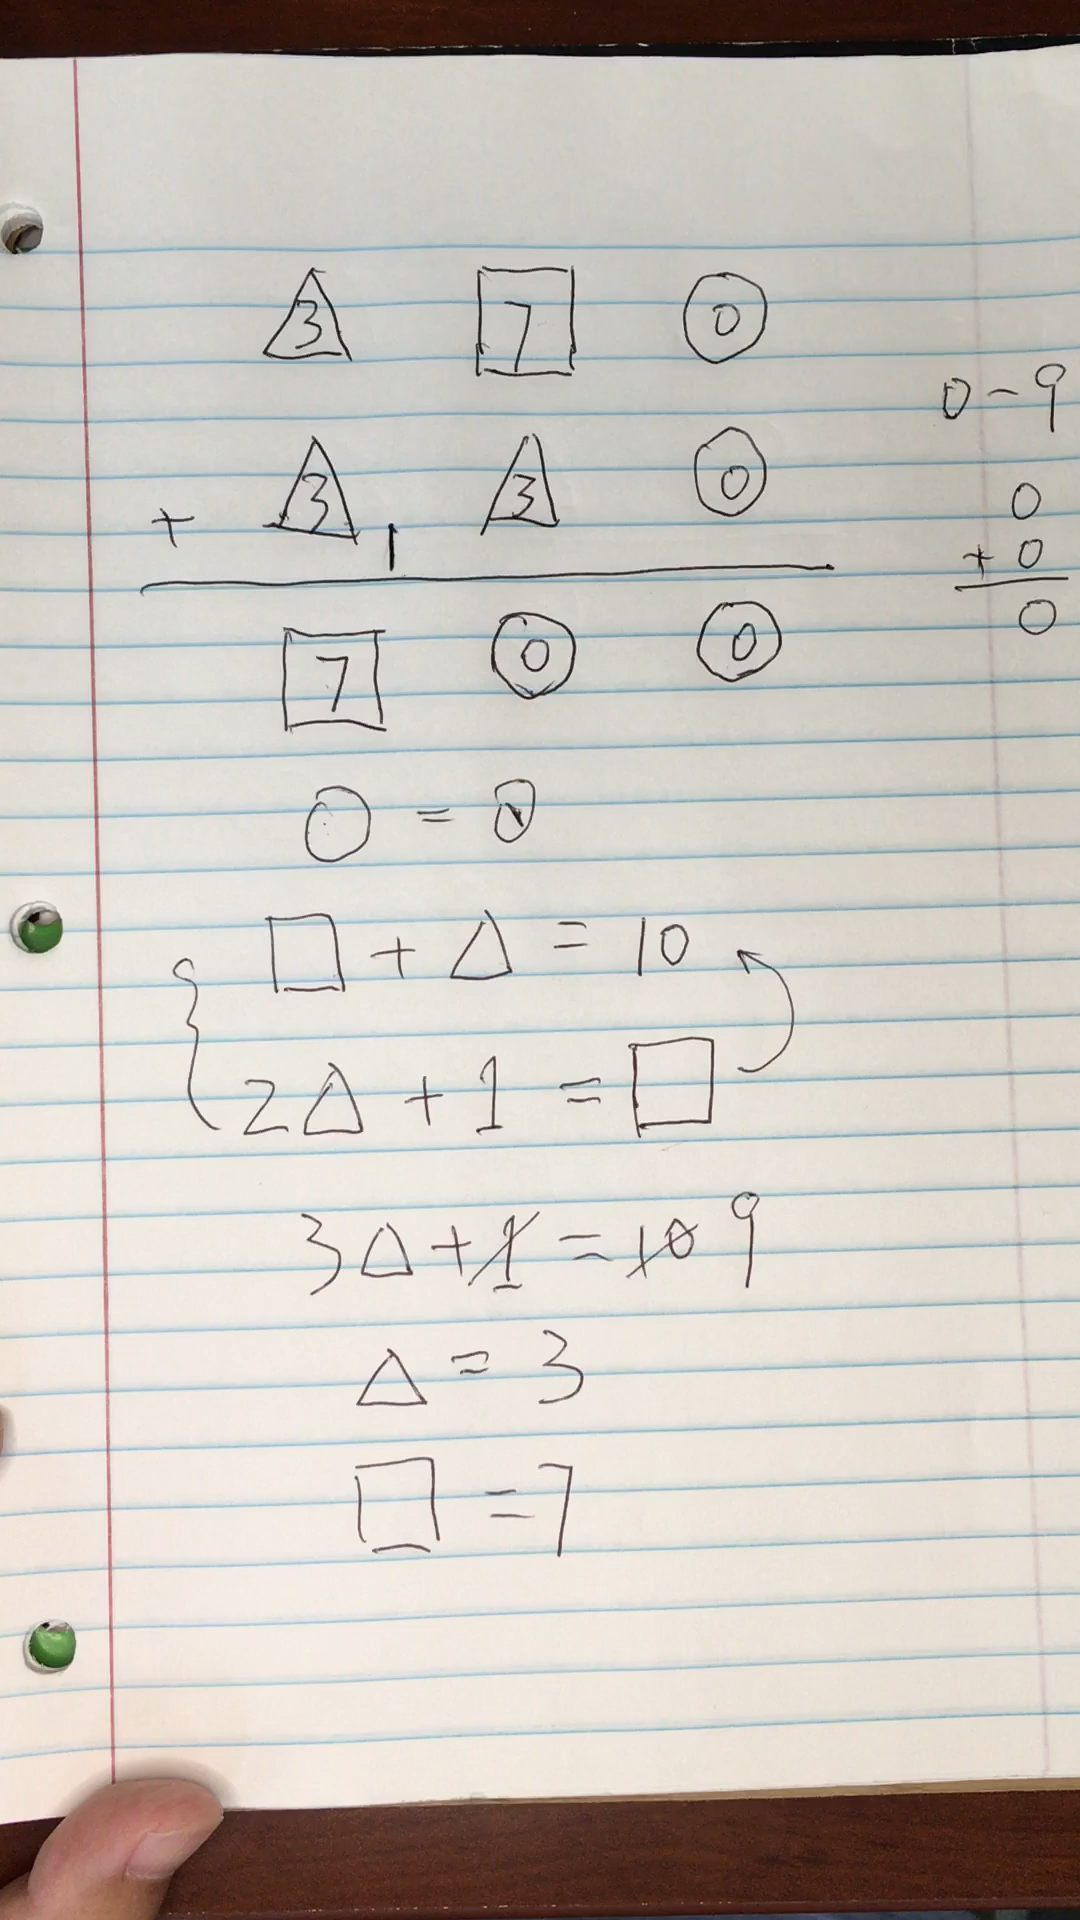 3 7 0
+ 3 1 3 0
7 0 0
0 - 9
0
+ 0
0
○ = 0
□ + △ = 10
2△ + 1 = □
3△ + 1 = 10 9
△ = 3
□ = 7